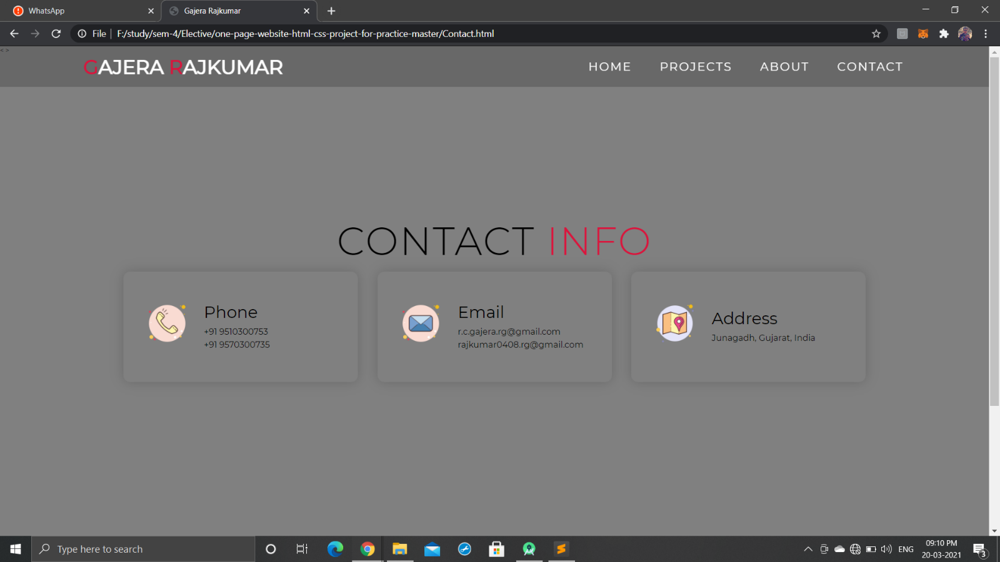 WhatsApp
Gajera Rajkumar
File
F:/study/sem-4/Elective/one-page-website-html-css-project-for-practice-master/Contact.html
< >
GAJERA RAJKUMAR
HOME PROJECTS ABOUT CONTACT
CONTACT INFO
Phone
+91 9510300753
+91 9570300735
Email
r.c.gajera.rg@gmail.com
rajkumar0408.rg@gmail.com
Address
Junagadh, Gujarat, India
Type here to search
ENG
09:10 PM
20-03-2021
3